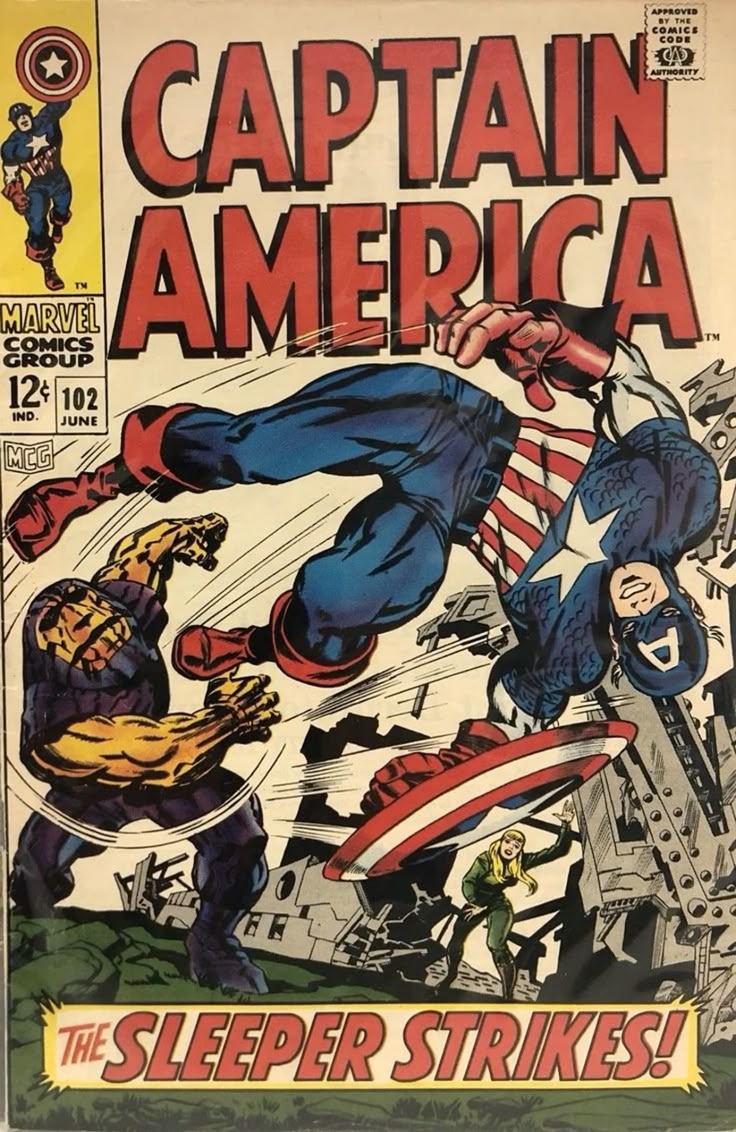 APPROVED
BY THE
COMICS
CODE
CA
AUTHORITY
CAPTAIN
AMERICA
TM
TM
MARVEL
COMICS
GROUP
12¢
IND.
102
JUNE
MCG
A
THE SLEEPER STRIKES!